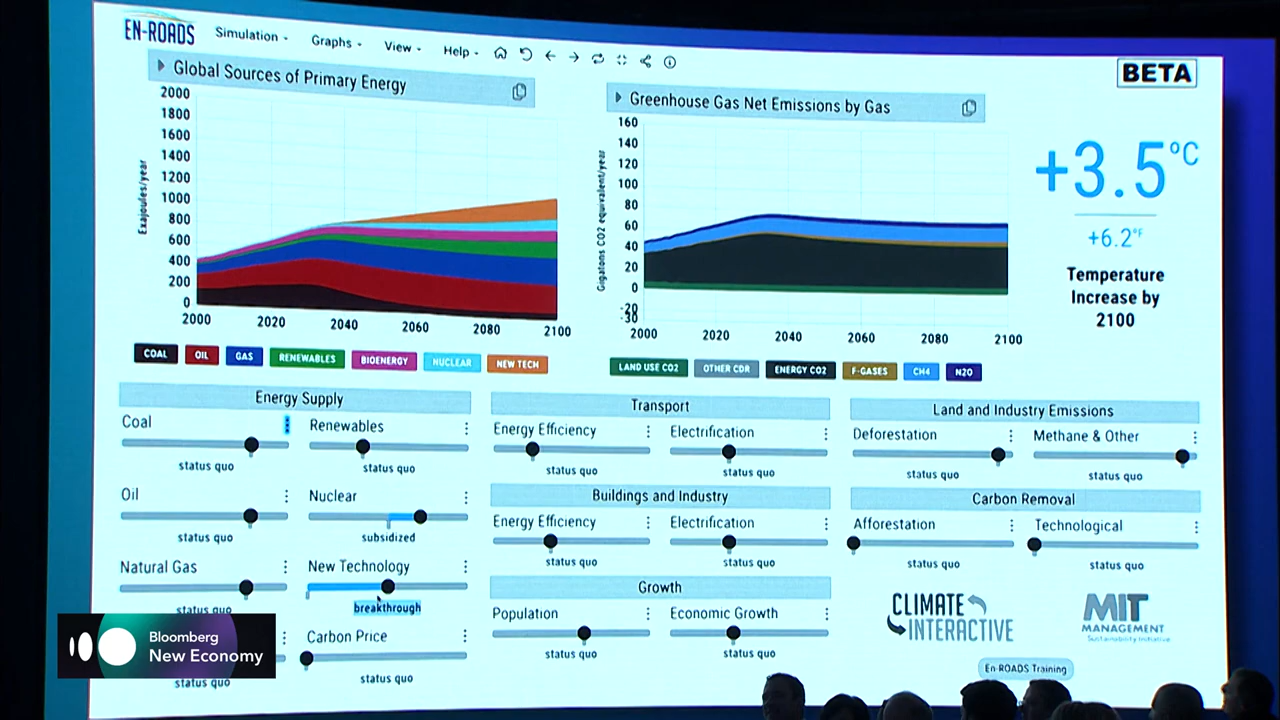 EN-ROADS
Simulation
Graphs
View
Help
BETA
Global Sources of Primary Energy
Greenhouse Gas Net Emissions by Gas
Exajoules/year
2000
1800
1600
1400
1200
1000
800
600
400
200
0
2000 2020 2040 2060 2080 2100
COAL OIL GAS RENEWABLES BIOENERGY NUCLEAR NEW TECH
Gigatons CO2 equivalent/year
160
140
120
100
80
60
40
20
0
-20
-30
2000 2020 2040 2060 2080 2100
LAND USE CO2 OTHER CDR ENERGY CO2 F-GASES CH4 N2O
+3.5°C
+6.2°F
Temperature
Increase by
2100
Energy Supply
Coal
status quo
Renewables
status quo
Oil
status quo
Nuclear
subsidized
Natural Gas
status quo
New Technology
breakthrough
Carbon Price
status quo
status quo
Transport
Energy Efficiency
status quo
Electrification
status quo
Buildings and Industry
Energy Efficiency
status quo
Electrification
status quo
Growth
Population
status quo
Economic Growth
status quo
Land and Industry Emissions
Deforestation
status quo
Methane & Other
status quo
Carbon Removal
Afforestation
status quo
Technological
status quo
CLIMATE
INTERACTIVE
MIT
MANAGEMENT
Sustainability Initiative
En-ROADS Training
Bloomberg
New Economy